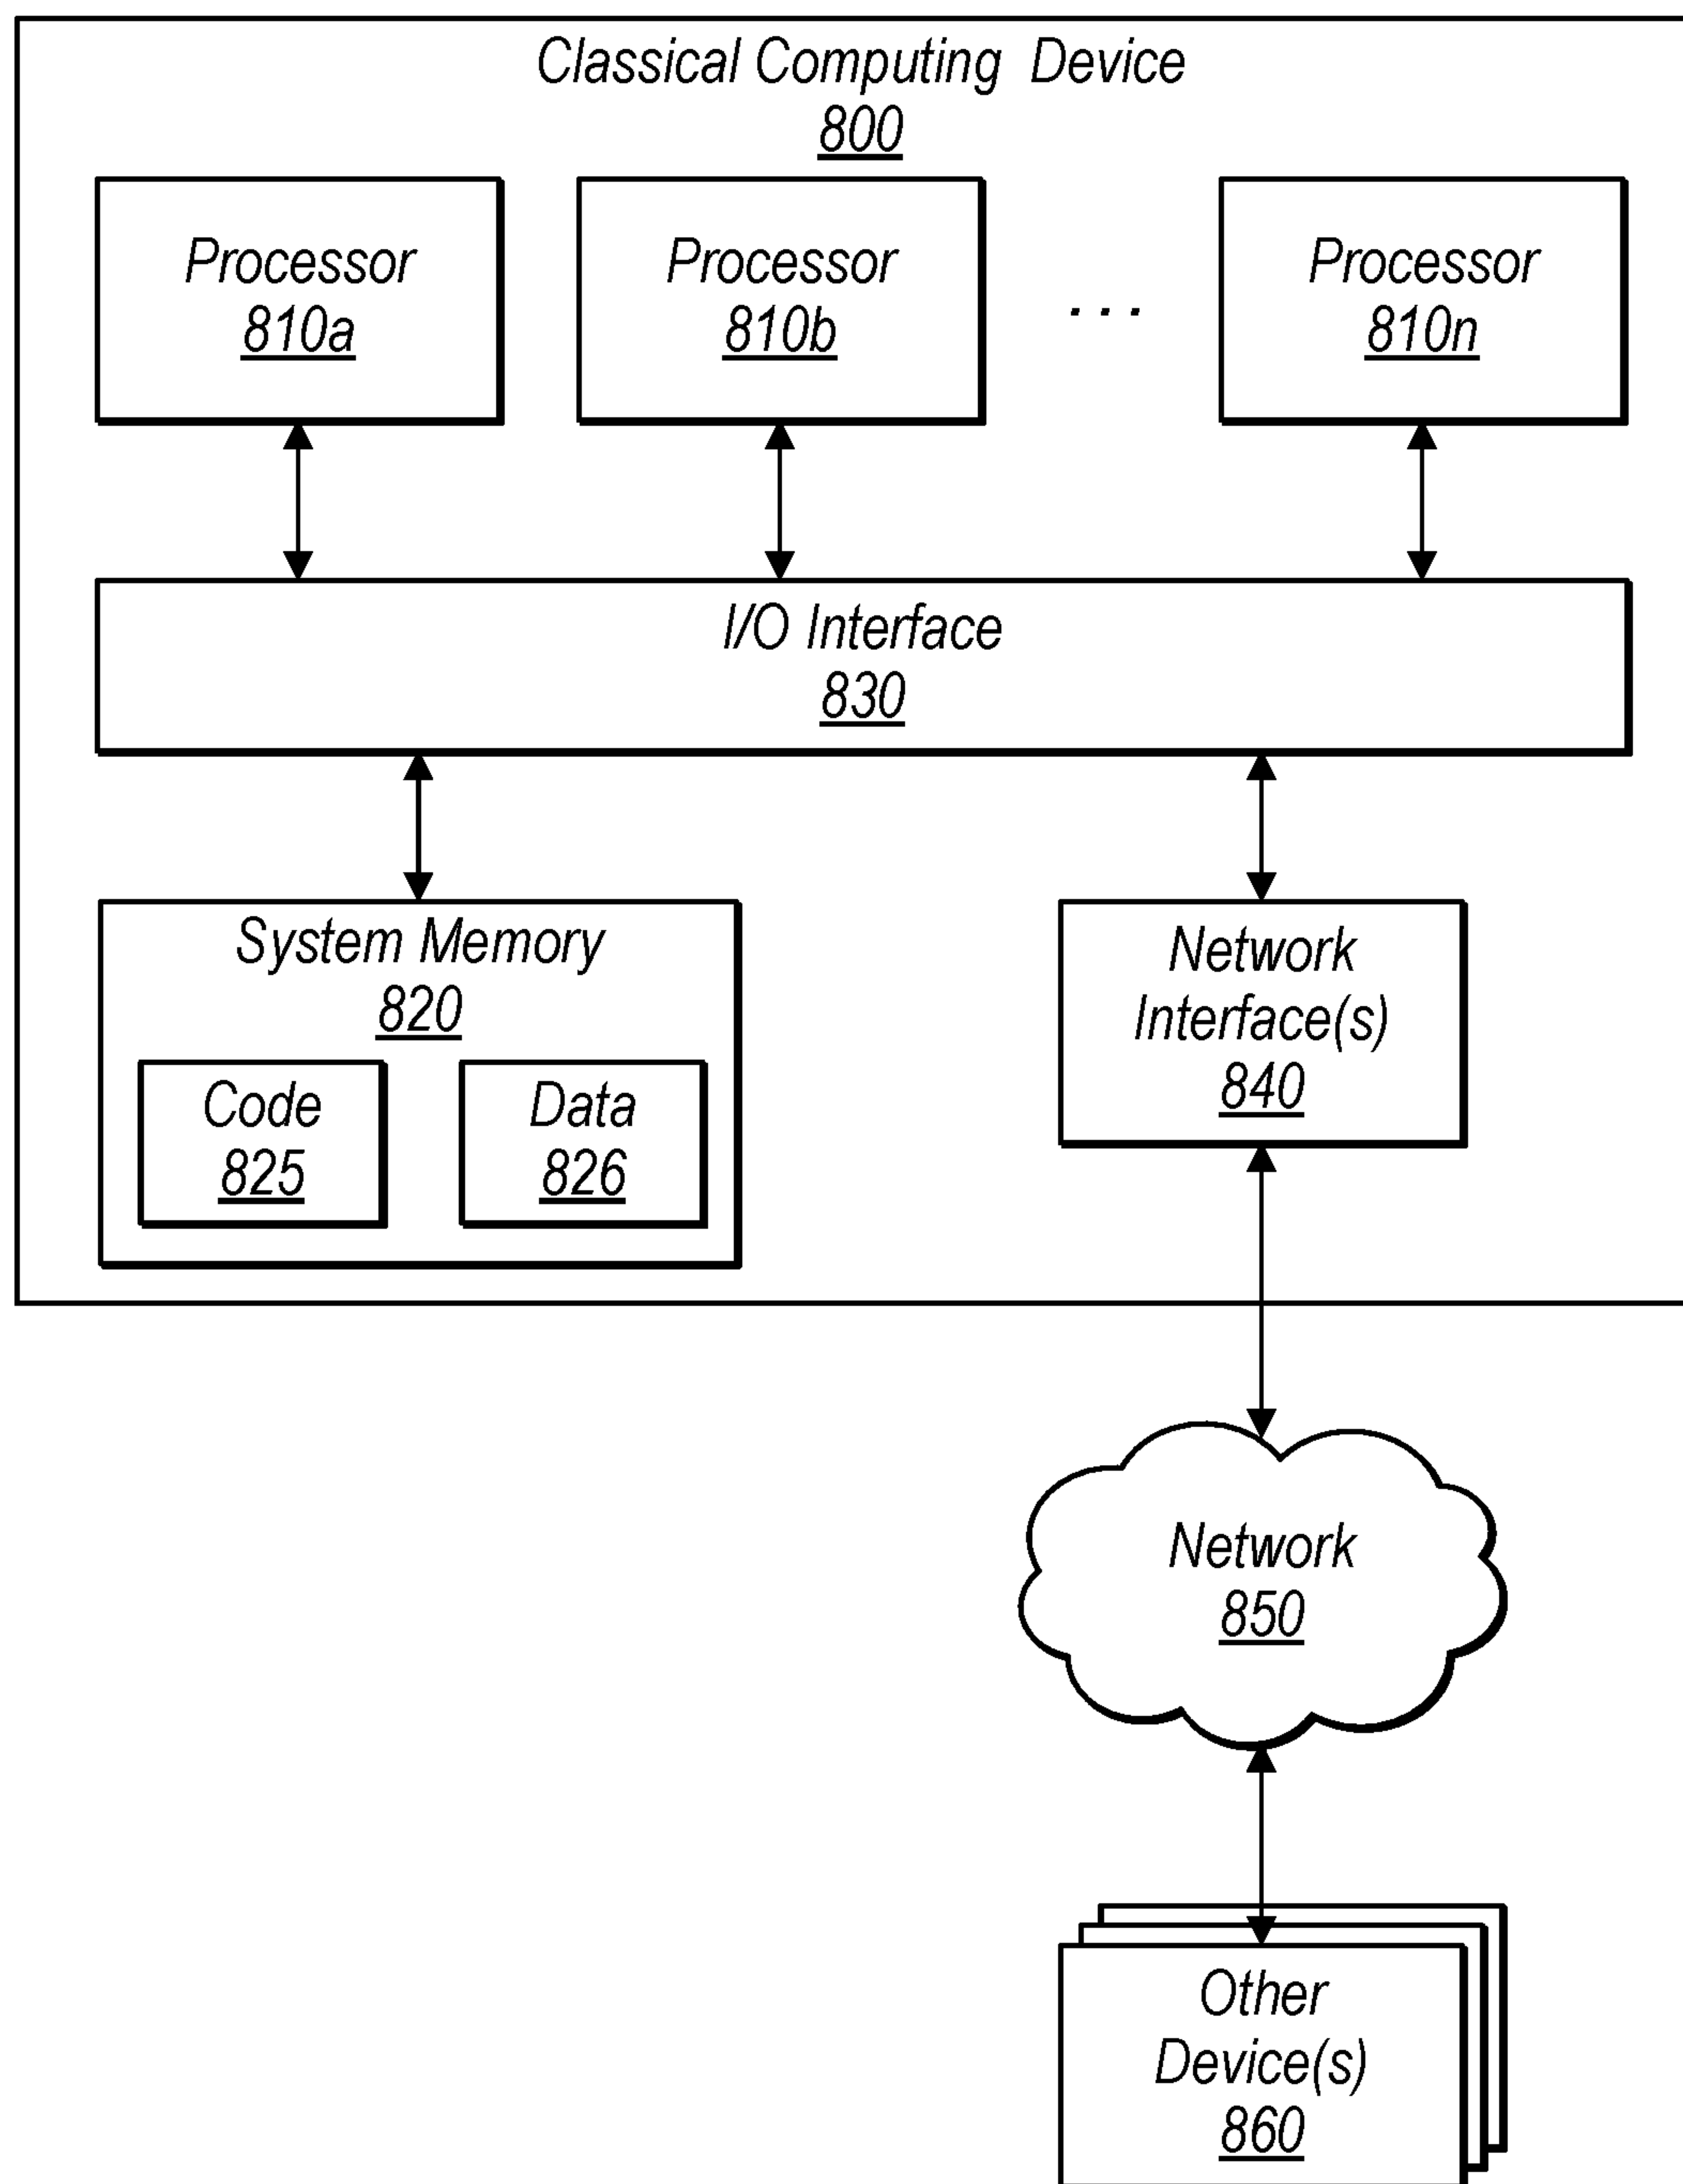 Classical Computing Device
800
Processor
810a
Processor
810b
...
Processor
810n
I/O Interface
830
System Memory
820
Code
825
Data
826
Network
Interface(s)
840
Network
850
Other
Device(s)
860